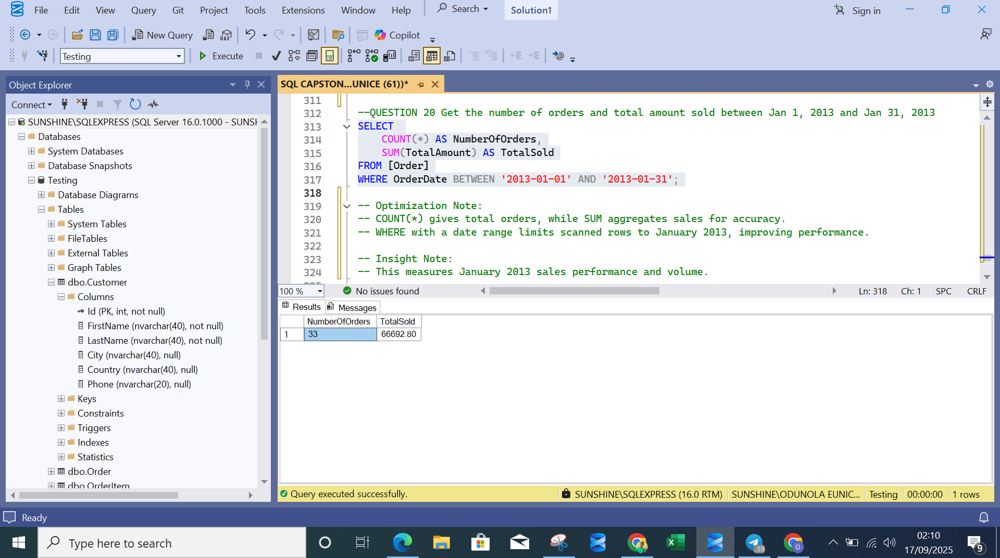 File Edit View Query Git Project Tools Extensions Window Help Search Solution1 Sign in
New Query DAX Copilot
Testing Execute
Object Explorer
Connect
SUNSHINE\SQLEXPRESS (SQL Server 16.0.1000 - SUNSH
Databases
System Databases
Database Snapshots
Testing
Database Diagrams
Tables
System Tables
FileTables
External Tables
Graph Tables
dbo.Customer
Columns
Id (PK, int, not null)
FirstName (nvarchar(40), not null)
LastName (nvarchar(40), not null)
City (nvarchar(40), null)
Country (nvarchar(40), null)
Phone (nvarchar(20), null)
Keys
Constraints
Triggers
Indexes
Statistics
dbo.Order
dbo.OrderItem
SQL CAPSTON...UNICE (61))*
311
312 --QUESTION 20 Get the number of orders and total amount sold between Jan 1, 2013 and Jan 31, 2013
313 SELECT
314 COUNT(*) AS NumberOfOrders,
315 SUM(TotalAmount) AS TotalSold
316 FROM [Order]
317 WHERE OrderDate BETWEEN '2013-01-01' AND '2013-01-31';
318
319 -- Optimization Note:
320 -- COUNT(*) gives total orders, while SUM aggregates sales for accuracy.
321 -- WHERE with a date range limits scanned rows to January 2013, improving performance.
322
323 -- Insight Note:
324 -- This measures January 2013 sales performance and volume.
100 % No issues found Ln: 318 Ch: 1 SPC CRLF
Results Messages
NumberOfOrders TotalSold
1 33 66692.80
Query executed successfully. SUNSHINE\SQLEXPRESS (16.0 RTM) SUNSHINE\ODUNOLA EUNIC... Testing 00:00:00 1 rows
Ready
Type here to search
..59
02:10
17/09/2025
9